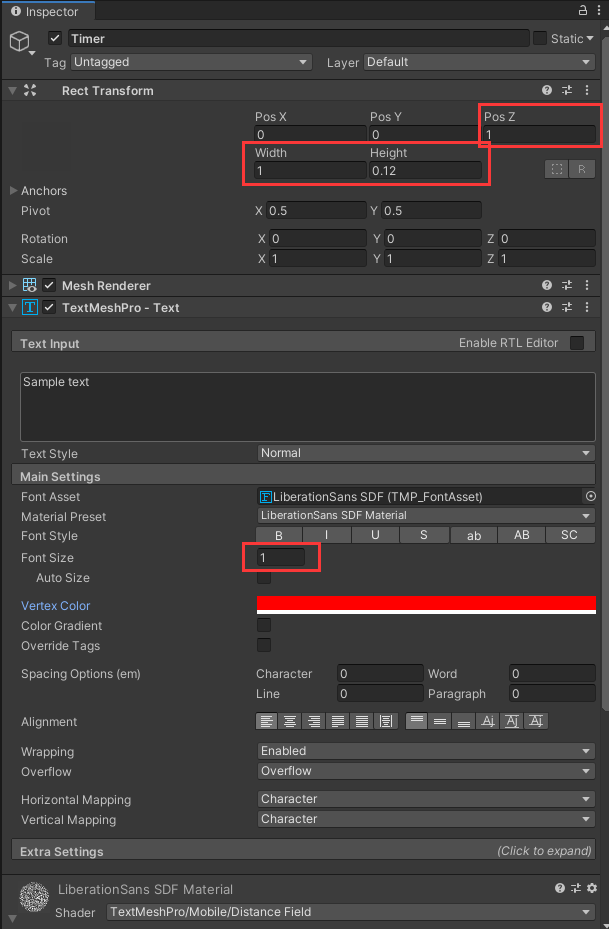 Inspector
Timer
Static
Tag Untagged Layer Default
Rect Transform
Pos X Pos Y Pos Z
0 0 1
Width Height
1 0.12
R
Anchors
Pivot X 0.5 Y 0.5
Rotation X 0 Y 0 Z 0
Scale X 1 Y 1 Z 1
Mesh Renderer
TextMeshPro - Text
Text Input Enable RTL Editor
Sample text
Text Style Normal
Main Settings
Font Asset LiberationSans SDF (TMP_FontAsset)
Material Preset LiberationSans SDF Material
Font Style B I U S ab AB SC
Font Size 1
Auto Size
Vertex Color
Color Gradient
Override Tags
Spacing Options (em) Character 0 Word 0
Line 0 Paragraph 0
Alignment
Wrapping Enabled
Overflow Overflow
Horizontal Mapping Character
Vertical Mapping Character
Extra Settings (Click to expand)
LiberationSans SDF Material
Shader TextMeshPro/Mobile/Distance Field